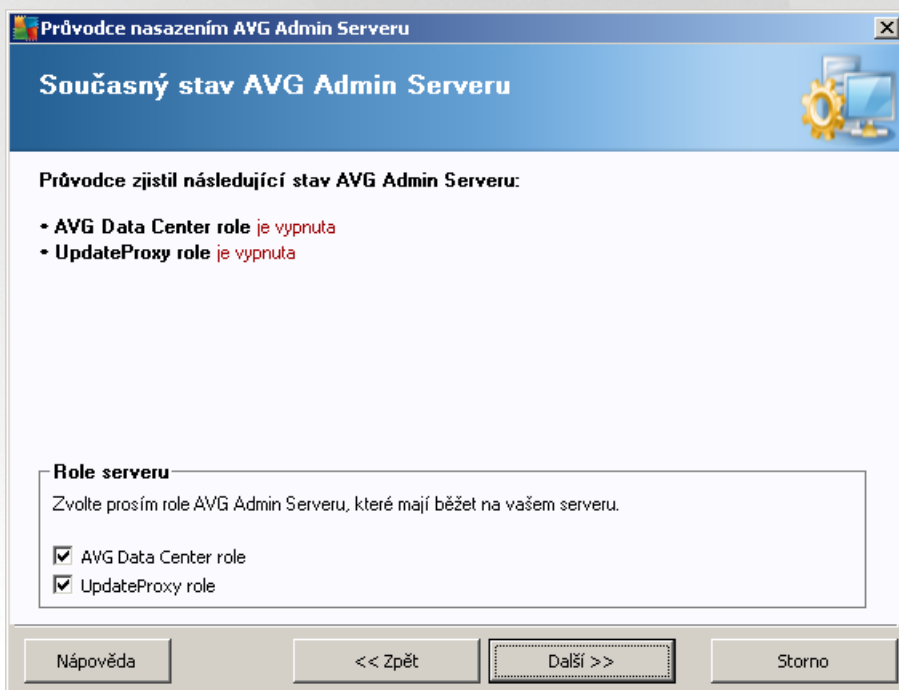 Průvodce nasazením AVG Admin Serveru
Současný stav AVG Admin Serveru
Průvodce zjistil následující stav AVG Admin Serveru:
• AVG Data Center role je vypnuta
• UpdateProxy role je vypnuta
Role serveru
Zvolte prosím role AVG Admin Serveru, které mají běžet na vašem serveru.
AVG Data Center role
UpdateProxy role
Nápověda << Zpět Další >> Storno